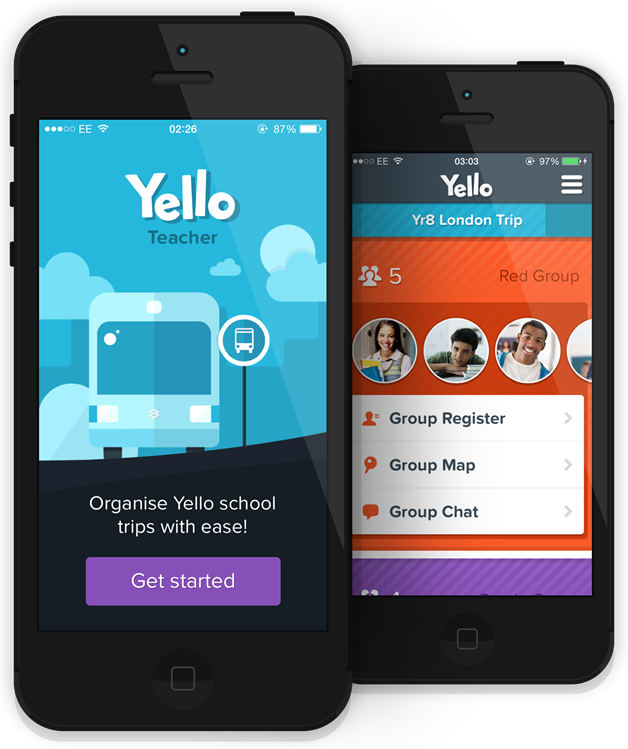 EE 02:26 87%
Yello
Teacher
Organise Yello school
trips with ease!
Get started
EE 03:03 97%
Yello
Yr8 London Trip
5 Red Group
Group Register
Group Map
Group Chat